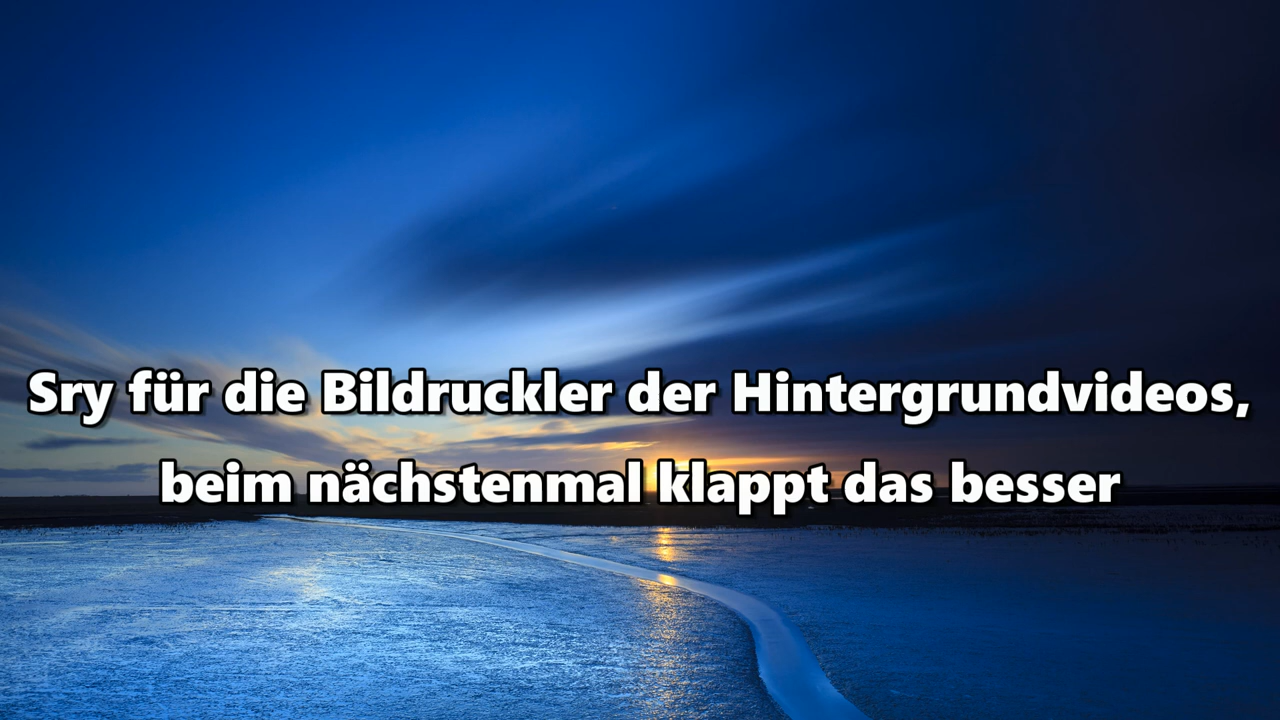 Sry für die Bildruckler der Hintergrundvideos,
beim nächstenmal klappt das besser